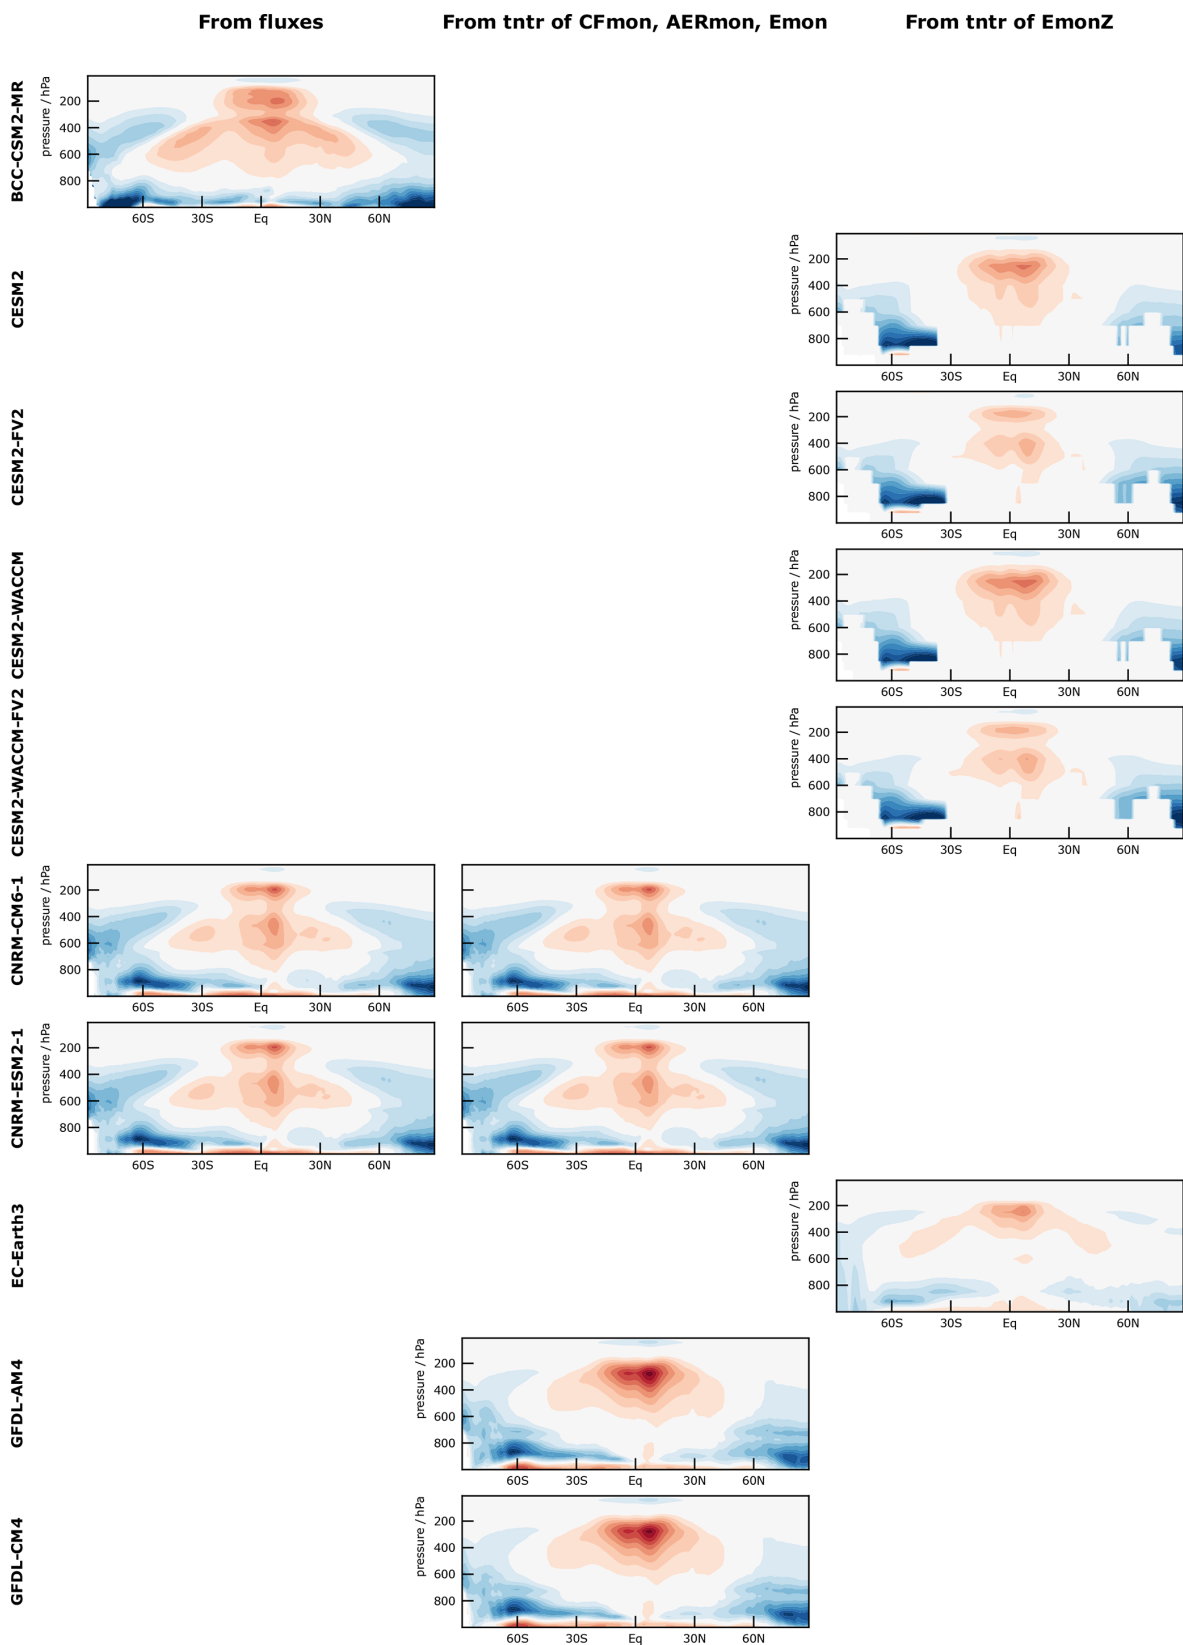 From fluxes
From tntr of CFmon, AERmon, Emon
From tntr of EmonZ
BCC-CSM2-MR
pressure / hPa
200
400
600
800
60S 30S Eq 30N 60N
CESM2
pressure / hPa
200
400
600
800
60S 30S Eq 30N 60N
CESM2-FV2
pressure / hPa
200
400
600
800
60S 30S Eq 30N 60N
CESM2-WACCM
pressure / hPa
200
400
600
800
60S 30S Eq 30N 60N
CESM2-WACCM-FV2
pressure / hPa
200
400
600
800
60S 30S Eq 30N 60N
CNRM-CM6-1
pressure / hPa
200
400
600
800
60S 30S Eq 30N 60N
pressure / hPa
200
400
600
800
60S 30S Eq 30N 60N
CNRM-ESM2-1
pressure / hPa
200
400
600
800
60S 30S Eq 30N 60N
pressure / hPa
200
400
600
800
60S 30S Eq 30N 60N
EC-Earth3
pressure / hPa
200
400
600
800
60S 30S Eq 30N 60N
GFDL-AM4
pressure / hPa
200
400
600
800
60S 30S Eq 30N 60N
GFDL-CM4
pressure / hPa
200
400
600
800
60S 30S Eq 30N 60N